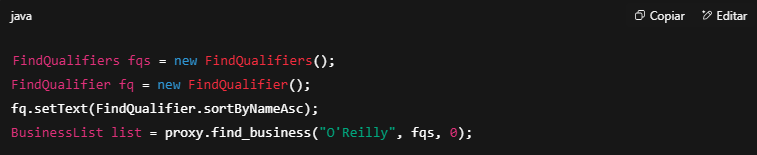 java
Copiar
Editar
FindQualifiers fqs = new FindQualifiers();
FindQualifier fq = new FindQualifier();
fq.setText(FindQualifier.sortByNameAsc);
BusinessList list = proxy.find_business("O'Reilly", fqs, 0);